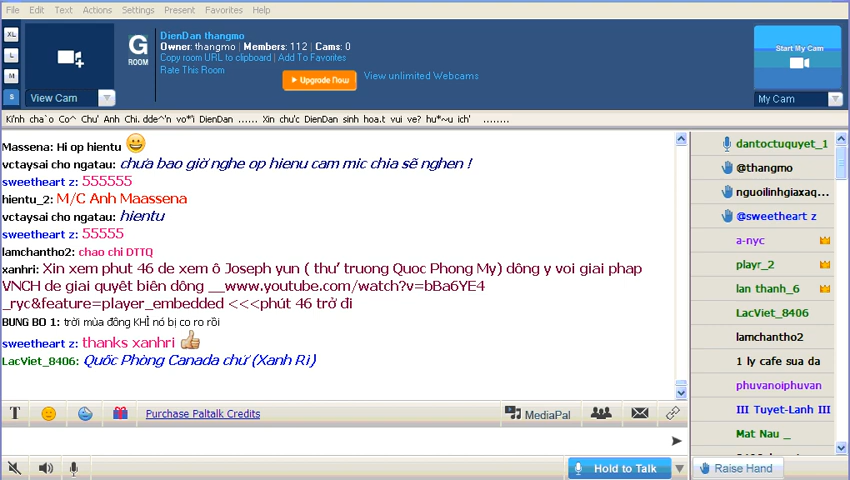 File Edit Text Actions Settings Present Favorites Help
XL
L
M
S
View Cam
G
ROOM
DienDan thangmo
Owner: thangmo | Members: 112 | Cams: 0
Copy room URL to clipboard | Add To Favorites
Rate This Room
Upgrade Now
View unlimited Webcams
Start My Cam
My Cam
Ki'nh cha`o Co^ Chu' Anh Chi. dde^'n vo*'i DienDan ...... Xin chu'c DienDan sinh hoa.t vui ve? hu*~u ich' ........
Massena: Hi op hientu
vctaysai cho ngatau: chưa bao giờ nghe op hienu cam mic chia sẽ nghen !
sweetheart z: 555555
hientu_2: M/C Anh Maassena
vctaysai cho ngatau: hientu
sweetheart z: 55555
lamchantho2: chao chi DTTQ
xanhri: Xin xem phut 46 de xem ô Joseph yun ( thư truong Quoc Phong My) dông y voi giai phap
VNCH de giai quyêt biên dông __www.youtube.com/watch?v=bBa6YE4
_ryc&feature=player_embedded <<<phút 46 trở đi
BUNG BO 1: trời mùa đông KHỈ nó bị co ro rồi
sweetheart z: thanks xanhri
LacViet_8406: Quốc Phòng Canada chứ (Xanh Rì)
T
Purchase Paltalk Credits
MediaPal
Hold to Talk
dantoctuquyet_1
@thangmo
nguoilinhgiaxaq...
@sweetheart z
a-nyc
playr_2
lan thanh_6
LacViet_8406
lamchantho2
1 ly cafe sua da
phuvanoiphuvan
III Tuyet-Lanh III
Mat Nau _
Raise Hand